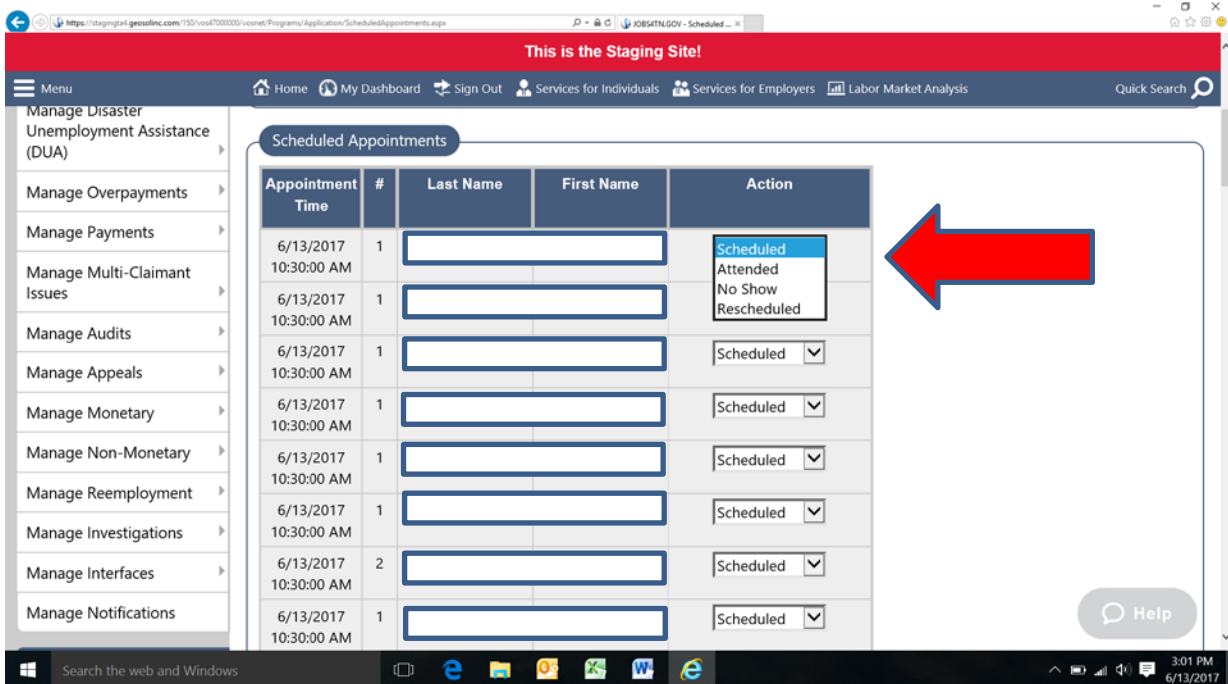 https://stagingta4.geosolinc.com/150/vos47000000/vosnet/Programs/Application/ScheduledAppointments.aspx
JOBS4TN.GOV - Scheduled ...
This is the Staging Site!
Menu Home My Dashboard Sign Out Services for Individuals Services for Employers Labor Market Analysis Quick Search
Manage Disaster
Unemployment Assistance
(DUA)
Manage Overpayments
Manage Payments
Manage Multi-Claimant
Issues
Manage Audits
Manage Appeals
Manage Monetary
Manage Non-Monetary
Manage Reemployment
Manage Investigations
Manage Interfaces
Manage Notifications
Scheduled Appointments
Appointment # Last Name First Name Action
Time
6/13/2017 1
10:30:00 AM
Scheduled
Attended
No Show
Rescheduled
6/13/2017 1
10:30:00 AM
6/13/2017 1 Scheduled
10:30:00 AM
6/13/2017 1 Scheduled
10:30:00 AM
6/13/2017 1 Scheduled
10:30:00 AM
6/13/2017 1 Scheduled
10:30:00 AM
6/13/2017 2 Scheduled
10:30:00 AM
6/13/2017 1 Scheduled
10:30:00 AM
Help
Search the web and Windows
3:01 PM
6/13/2017